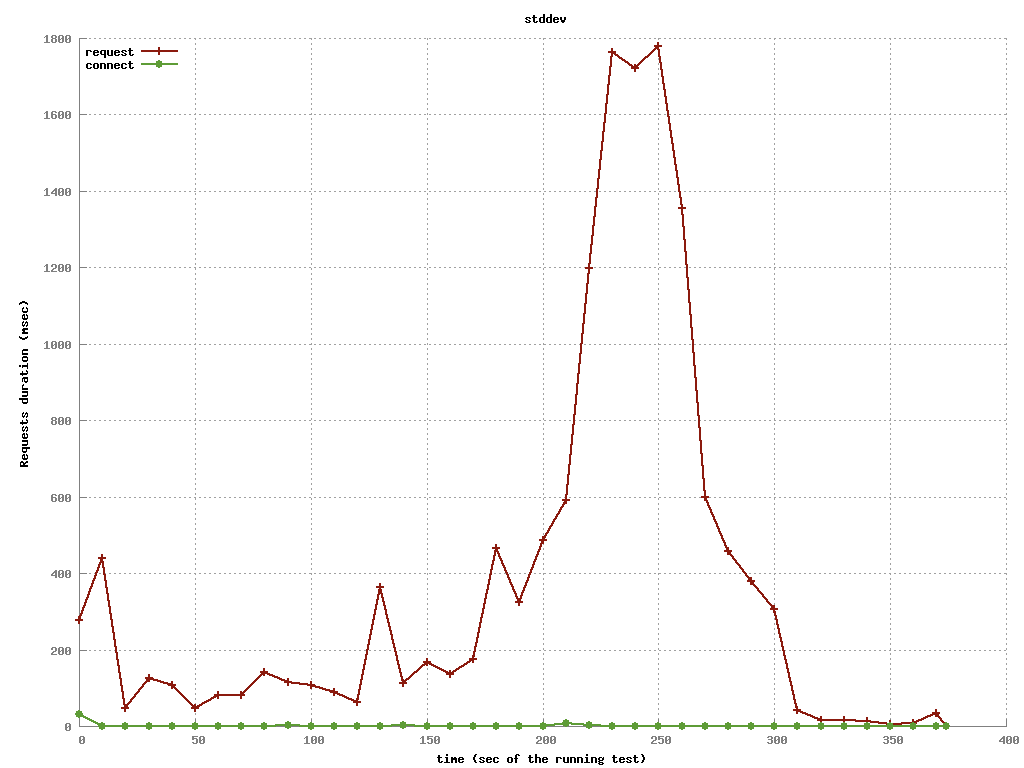 stddev
request
connect
Requests duration (msec)
1800
1600
1400
1200
1000
800
600
400
200
0
0 50 100 150 200 250 300 350 400
time (sec of the running test)